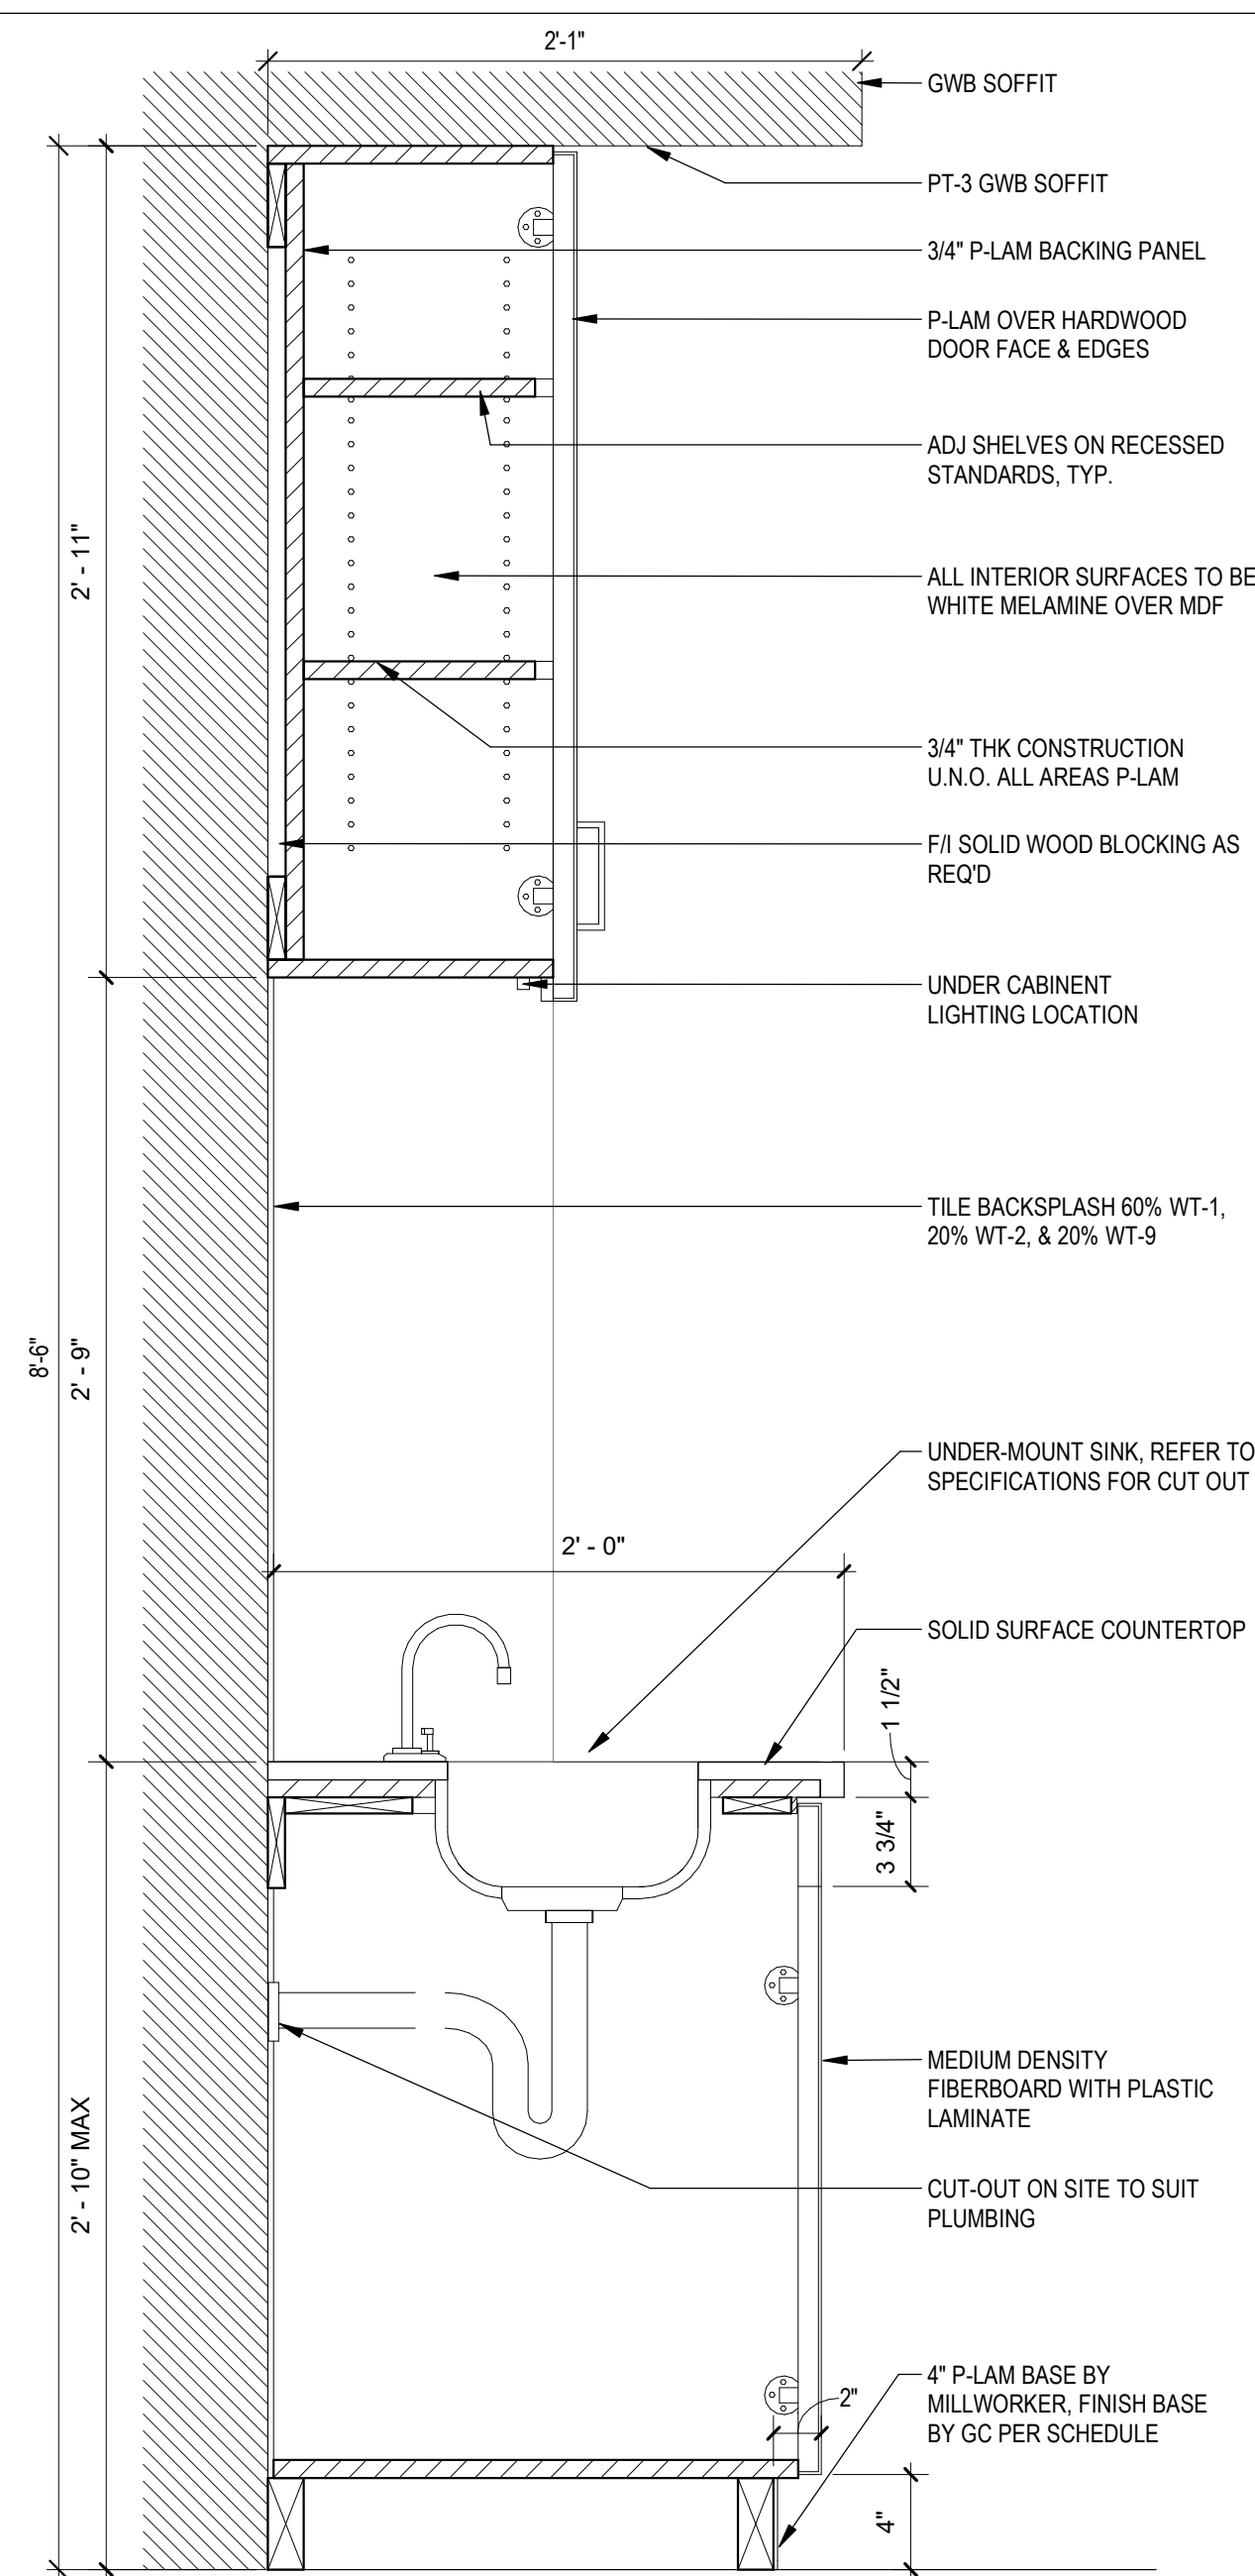 2'-1"
GWB SOFFIT
PT-3 GWB SOFFIT
3/4" P-LAM BACKING PANEL
P-LAM OVER HARDWOOD
DOOR FACE & EDGES
ADJ SHELVES ON RECESSED
STANDARDS, TYP.
2' - 11"
ALL INTERIOR SURFACES TO BE
WHITE MELAMINE OVER MDF
3/4" THK CONSTRUCTION
U.N.O. ALL AREAS P-LAM
F/I SOLID WOOD BLOCKING AS
REQ'D
UNDER CABINENT
LIGHTING LOCATION
TILE BACKSPLASH 60% WT-1,
20% WT-2, & 20% WT-9
8'-6"
2' - 9"
UNDER-MOUNT SINK, REFER TO
SPECIFICATIONS FOR CUT OUT
2' - 0"
SOLID SURFACE COUNTERTOP
1 1/2"
3 3/4"
MEDIUM DENSITY
FIBERBOARD WITH PLASTIC
LAMINATE
2' - 10" MAX
CUT-OUT ON SITE TO SUIT
PLUMBING
4" P-LAM BASE BY
MILLWORKER, FINISH BASE
BY GC PER SCHEDULE
2"
4"